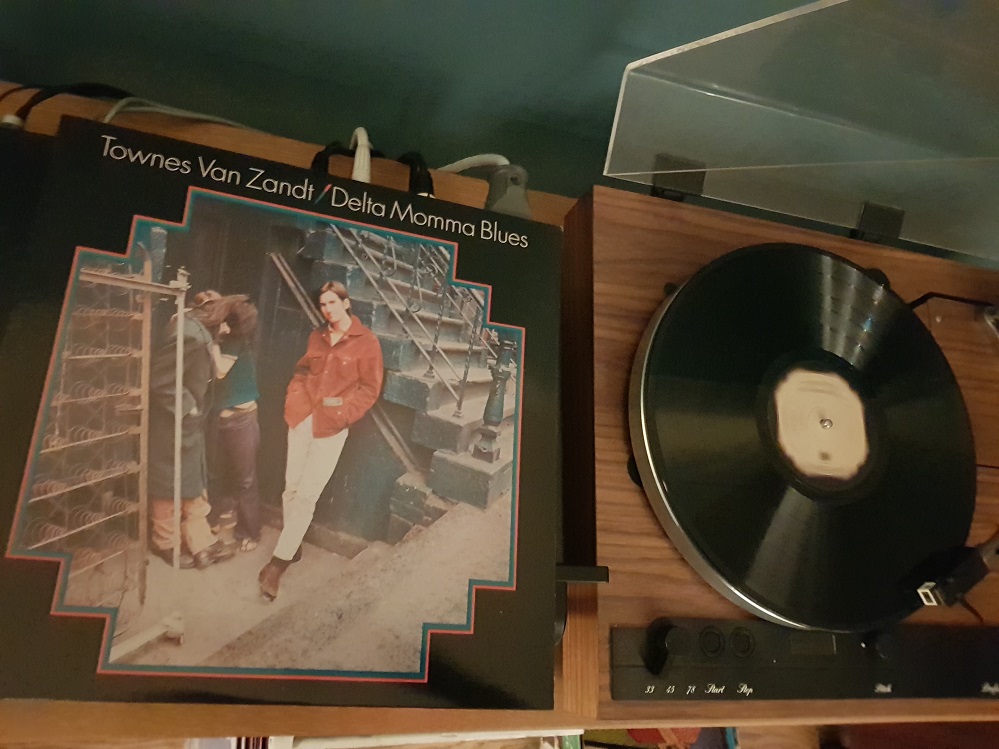 Townes Van Zandt/Delta Momma Blues
33 45 78 Start Stop